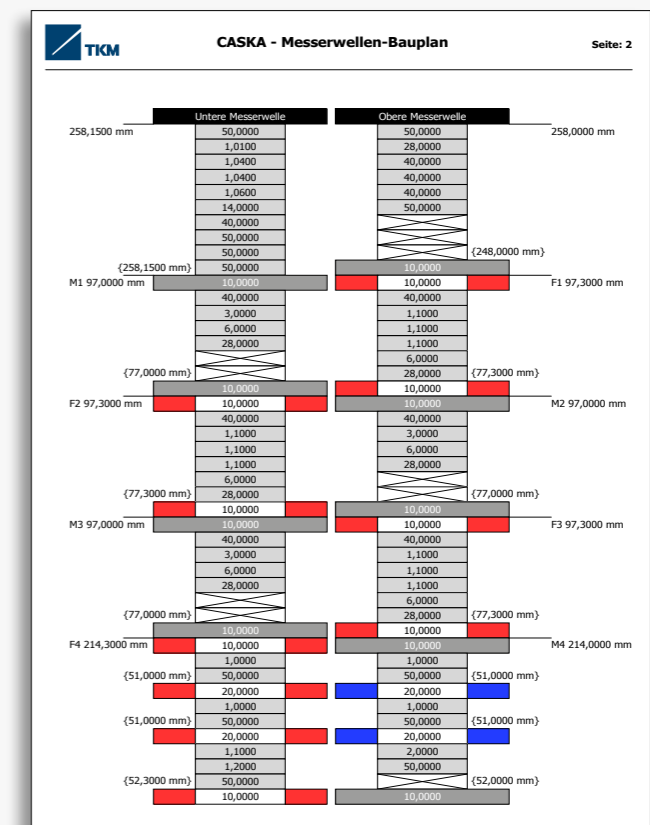 TKM
CASKA - Messerwellen-Bauplan
Seite: 2
Untere Messerwelle Obere Messerwelle
258,1500 mm 50,0000 50,0000 258,0000 mm
1,0100 28,0000
1,0400 40,0000
1,0400 40,0000
1,0600 40,0000
14,0000 50,0000
40,0000
50,0000
50,0000 {248,0000 mm}
{258,1500 mm} 50,0000 10,0000
M1 97,0000 mm 10,0000 10,0000 F1 97,3000 mm
40,0000 40,0000
3,0000 1,1000
6,0000 1,1000
28,0000 1,1000
6,0000
{77,0000 mm} 28,0000 {77,3000 mm}
10,0000 10,0000
F2 97,3000 mm 10,0000 10,0000 M2 97,0000 mm
40,0000 40,0000
1,1000 3,0000
1,1000 6,0000
1,1000 28,0000
6,0000
{77,3000 mm} 28,0000 {77,0000 mm}
10,0000 10,0000
M3 97,0000 mm 10,0000 10,0000 F3 97,3000 mm
40,0000 40,0000
3,0000 1,1000
6,0000 1,1000
28,0000 1,1000
6,0000
{77,0000 mm} 28,0000 {77,3000 mm}
10,0000 10,0000
F4 214,3000 mm 10,0000 10,0000 M4 214,0000 mm
1,0000 1,0000
{51,0000 mm} 50,0000 50,0000 {51,0000 mm}
20,0000 20,0000
1,0000 1,0000
{51,0000 mm} 50,0000 50,0000 {51,0000 mm}
20,0000 20,0000
1,1000 2,0000
1,2000 50,0000
{52,3000 mm} 50,0000 {52,0000 mm}
10,0000 10,0000